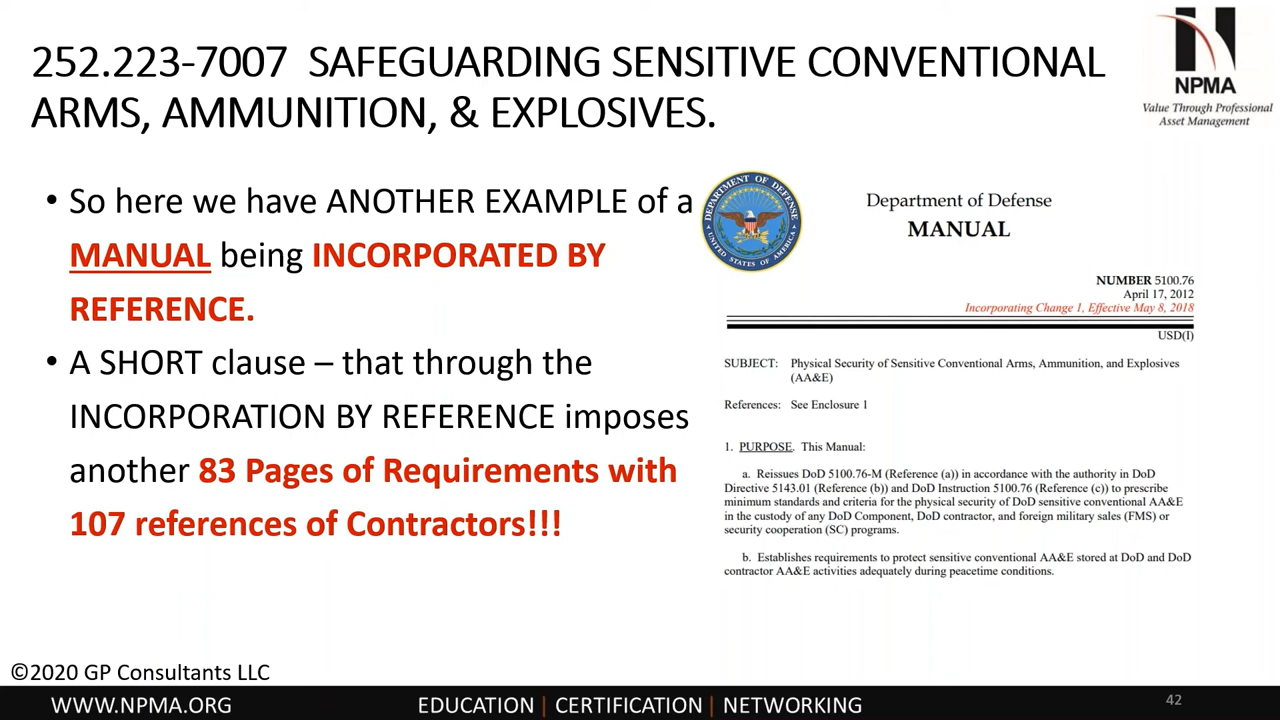 252.223-7007 SAFEGUARDING SENSITIVE CONVENTIONAL
ARMS, AMMUNITION, & EXPLOSIVES.
NPMA
Value Through Professional
Asset Management
• So here we have ANOTHER EXAMPLE of a
MANUAL being INCORPORATED BY
REFERENCE.
• A SHORT clause – that through the
INCORPORATION BY REFERENCE imposes
another 83 Pages of Requirements with
107 references of Contractors!!!
DEPARTMENT OF DEFENSE
UNITED STATES OF AMERICA
Department of Defense
MANUAL
NUMBER 5100.76
April 17, 2012
Incorporating Change 1, Effective May 8, 2018
USD(I)
SUBJECT: Physical Security of Sensitive Conventional Arms, Ammunition, and Explosives
(AA&E)
References: See Enclosure 1
1. PURPOSE. This Manual:
a. Reissues DoD 5100.76-M (Reference (a)) in accordance with the authority in DoD
Directive 5143.01 (Reference (b)) and DoD Instruction 5100.76 (Reference (c)) to prescribe
minimum standards and criteria for the physical security of DoD sensitive conventional AA&E
in the custody of any DoD Component, DoD contractor, and foreign military sales (FMS) or
security cooperation (SC) programs.
b. Establishes requirements to protect sensitive conventional AA&E stored at DoD and DoD
contractor AA&E activities adequately during peacetime conditions.
©2020 GP Consultants LLC
WWW.NPMA.ORG EDUCATION | CERTIFICATION | NETWORKING 42